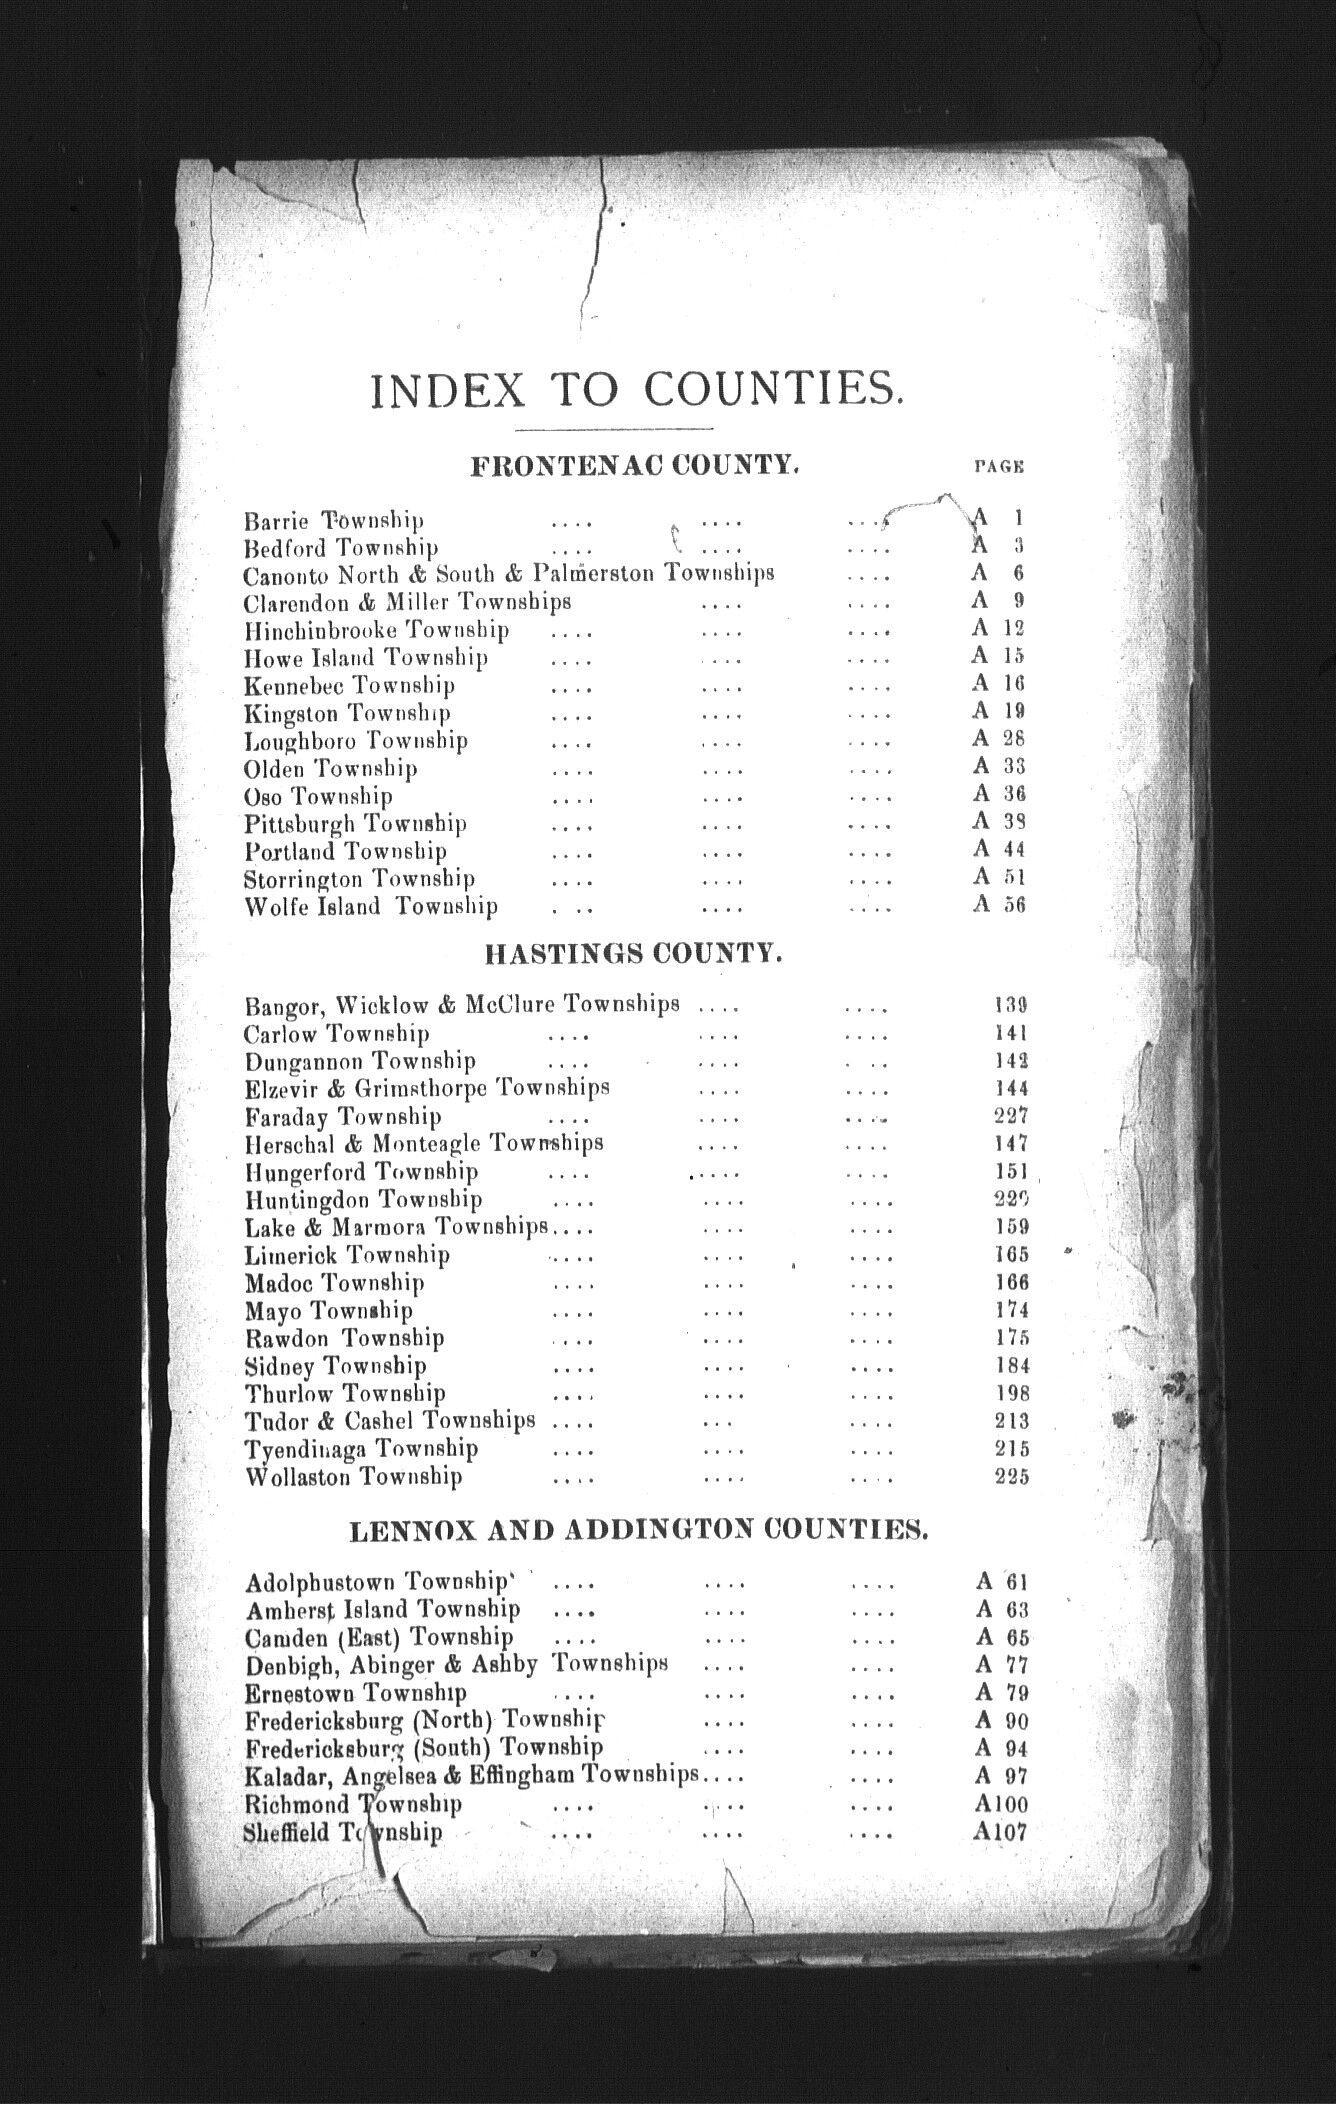 INDEX TO COUNTIES.
FRONTENAC COUNTY. PAGE
Barrie Township .... .... .... A 1
Bedford Township .... .... .... A 3
Canonto North & South & Palmerston Townships .... A 6
Clarendon & Miller Townships .... .... A 9
Hinchinbrooke Township .... .... .... A 12
Howe Island Township .... .... .... A 15
Kennebec Township .... .... .... A 16
Kingston Township .... .... .... A 19
Loughboro Township .... .... .... A 28
Olden Township .... .... .... A 33
Oso Township .... .... .... A 36
Pittsburgh Township .... .... .... A
Portland Township .... .... .... A 44
Storrington Township .... .... .... A 51
Wolfe Island Township . .. .... .... A 56
HASTINGS COUNTY.
Bangor, Wicklow & McClure Townships .... .... 139
Carlow Township .... .... .... 141
Dungannon Township .... .... . .. 142
Elzevir & Grimsthorpe Townships .... .... 144
Faraday Township .... .... .... 227
Herschal & Monteagle Townships .... .... 147
Hungerford Township .... ..... .... 151
Huntingdon Township .... .... ....
Lake & Marmora Townships.... .... .... 159
Limerick Township .... .... .... 165
Madoc Township .... .... .... 166
Mayo Township .... .... .... 174
Rawdon Township .... .... .... 175
Sidney Township .... .... .... 184
Thurlow Township .... .... .... 198
Tudor & Cashel Townships .... ... .... 213
Tyendinaga Township .... .... .... 215
Wollaston Township .... .... .... 225
LENNOX AND ADDINGTON COUNTIES.
Adolphustown Township .... .... .... A 61
Amherst Island Township .... .... .... A 63
Camden (East) Township .... .... .... A 65
Denbigh, Abinger & Ashby Townships .... .... A 77
Ernestown Township .... .... .... A 79
Fredericksburg (North) Township .... .... A 90
Fredericksburg (South) Township .... .... A 94
Kaladar, Angelsea & Effingham Townships.... .... A 97
Richmond Township .... .... .... A100
Sheffield Township .... .... .... A107